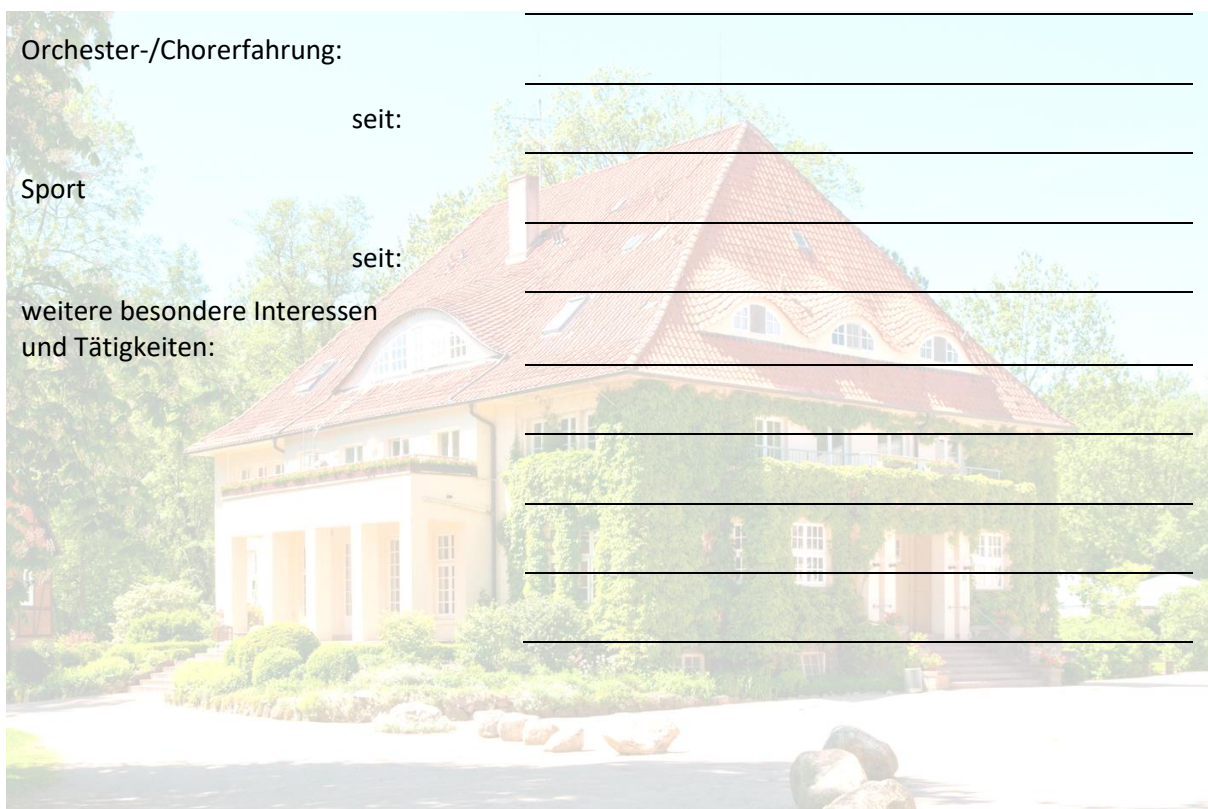 Orchester-/Chorerfahrung:
seit:
Sport
seit:
weitere besondere Interessen
und Tätigkeiten: